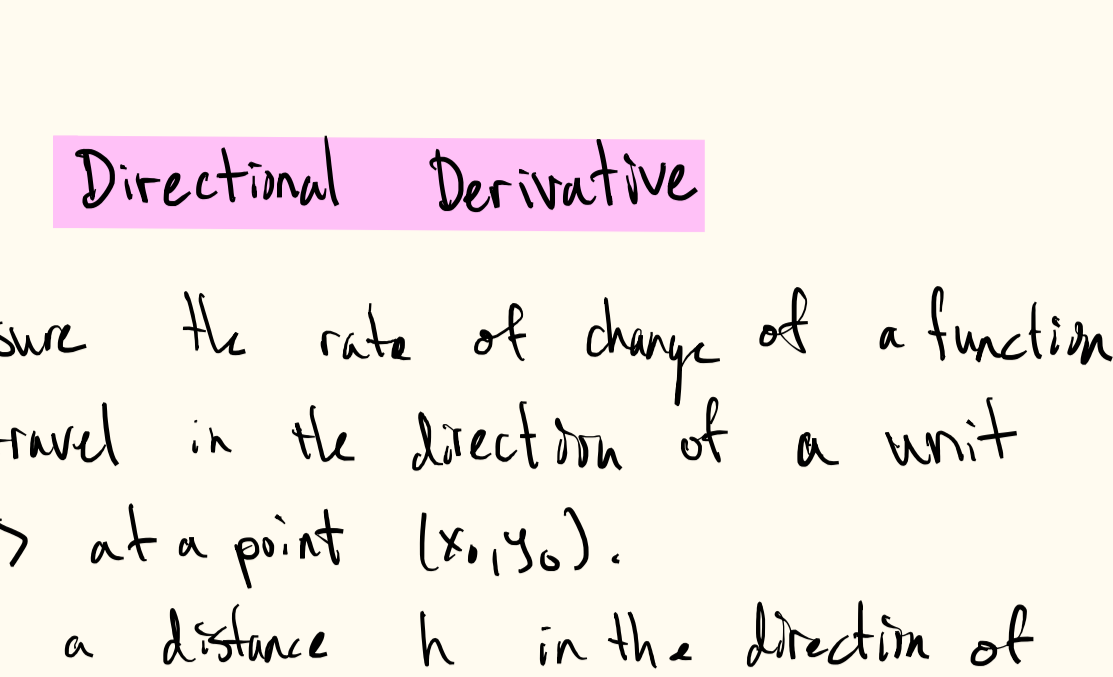 Directional Derivative
sure the rate of change of a function
travel in the direction of a unit
> at a point (x₀,y₀).
a distance h in the direction of